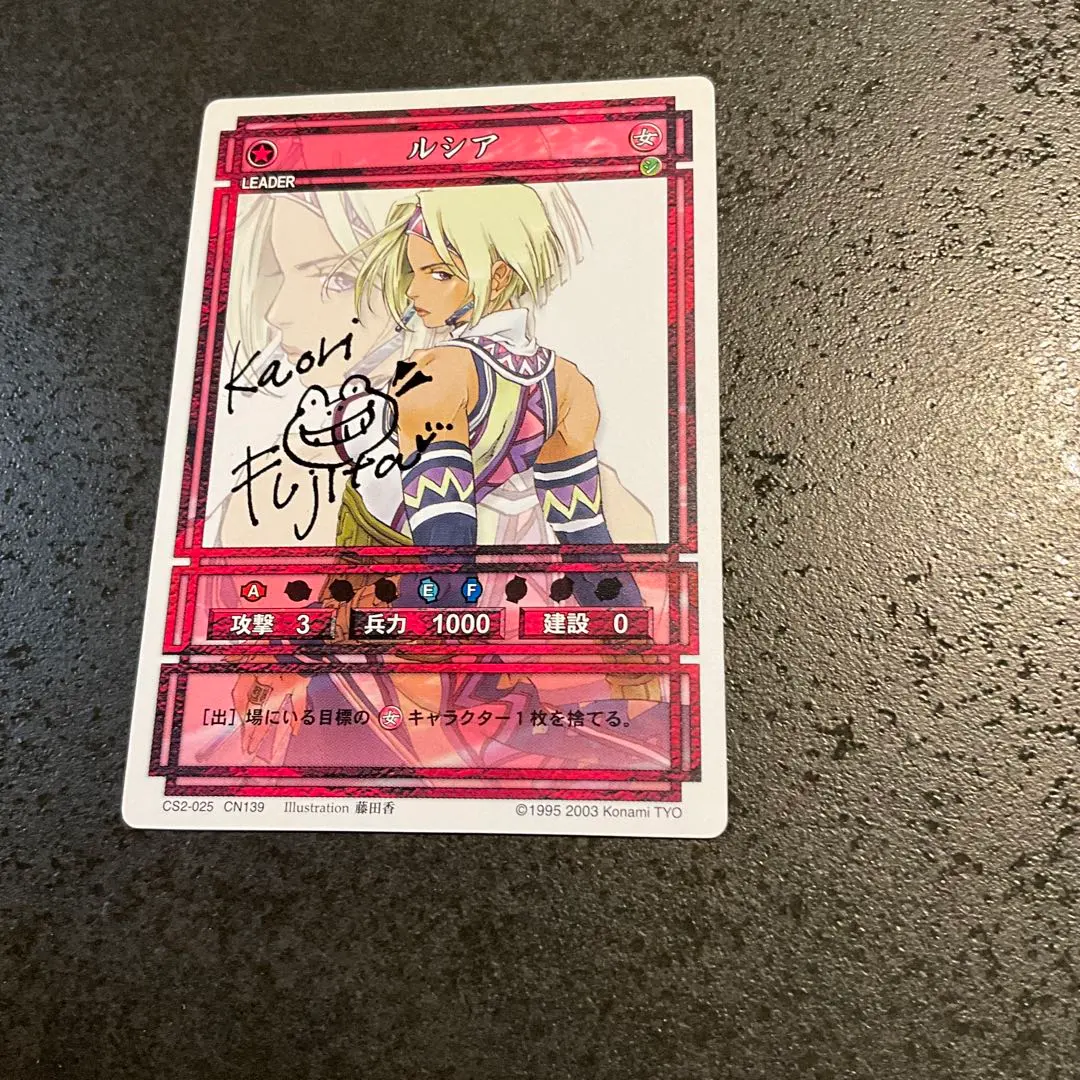 ルシア
女
シ
LEADER
Kaori
Fujita
A E F
攻撃 3 兵力 1000 建設 0
[出] 場にいる目標の 女 キャラクター1枚を捨てる。
CS2-025 CN139 Illustration 藤田香 ©1995 2003 Konami TYO